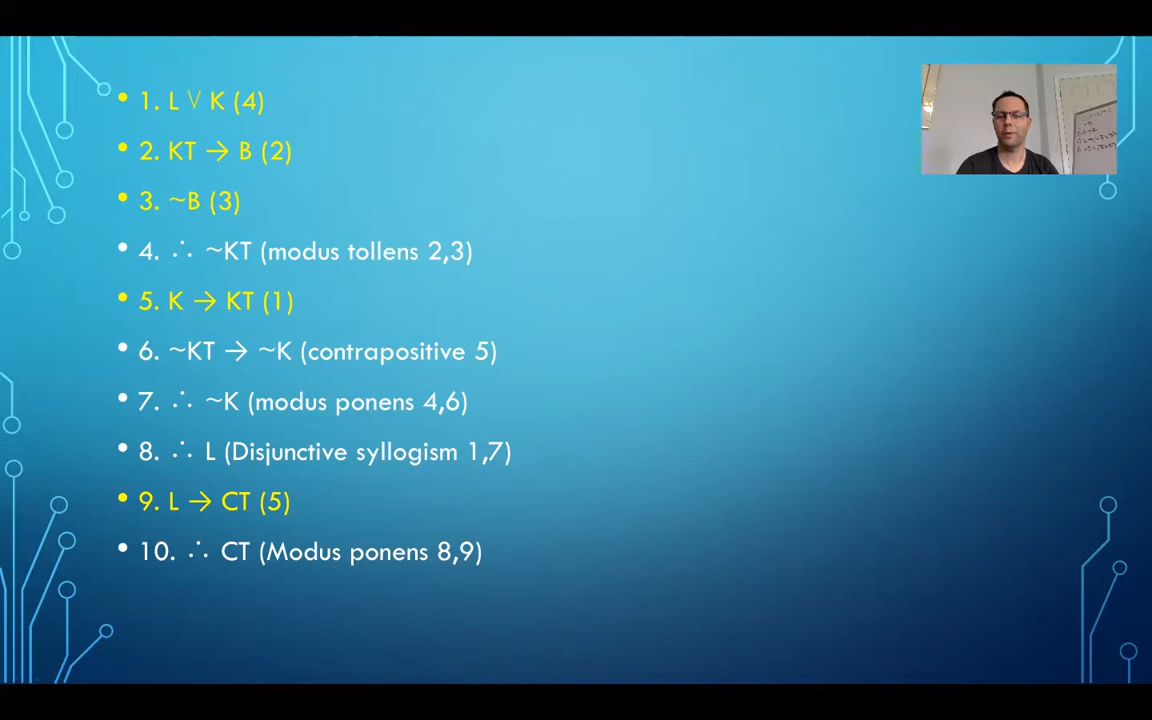 • 1. L ∨ K (4)
• 2. KT → B (2)
• 3. ~B (3)
• 4. ∴ ~KT (modus tollens 2,3)
• 5. K → KT (1)
• 6. ~KT → ~K (contrapositive 5)
• 7. ∴ ~K (modus ponens 4,6)
• 8. ∴ L (Disjunctive syllogism 1,7)
• 9. L → CT (5)
• 10. ∴ CT (Modus ponens 8,9)